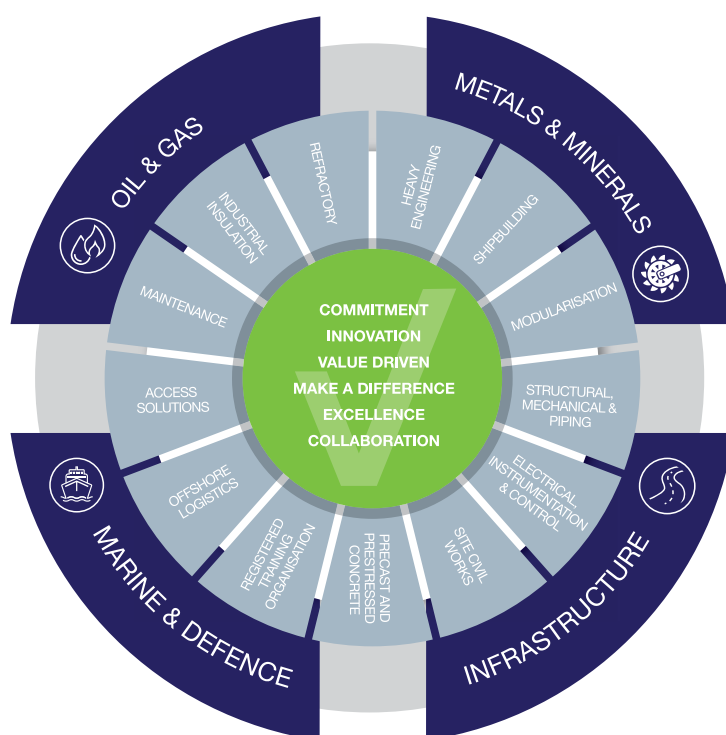 OIL & GAS
METALS & MINERALS
INFRASTRUCTURE
MARINE & DEFENCE
REFRACTORY
HEAVY
ENGINEERING
SHIPBUILDING
MODULARISATION
STRUCTURAL,
MECHANICAL &
PIPING
ELECTRICAL,
INSTRUMENTATION
& CONTROL
SITE CIVIL
WORKS
PRECAST AND
PRESTRESSED
CONCRETE
REGISTERED
TRAINING
ORGANISATION
OFFSHORE
LOGISTICS
ACCESS
SOLUTIONS
MAINTENANCE
INDUSTRIAL
INSULATION
COMMITMENT
INNOVATION
VALUE DRIVEN
MAKE A DIFFERENCE
EXCELLENCE
COLLABORATION